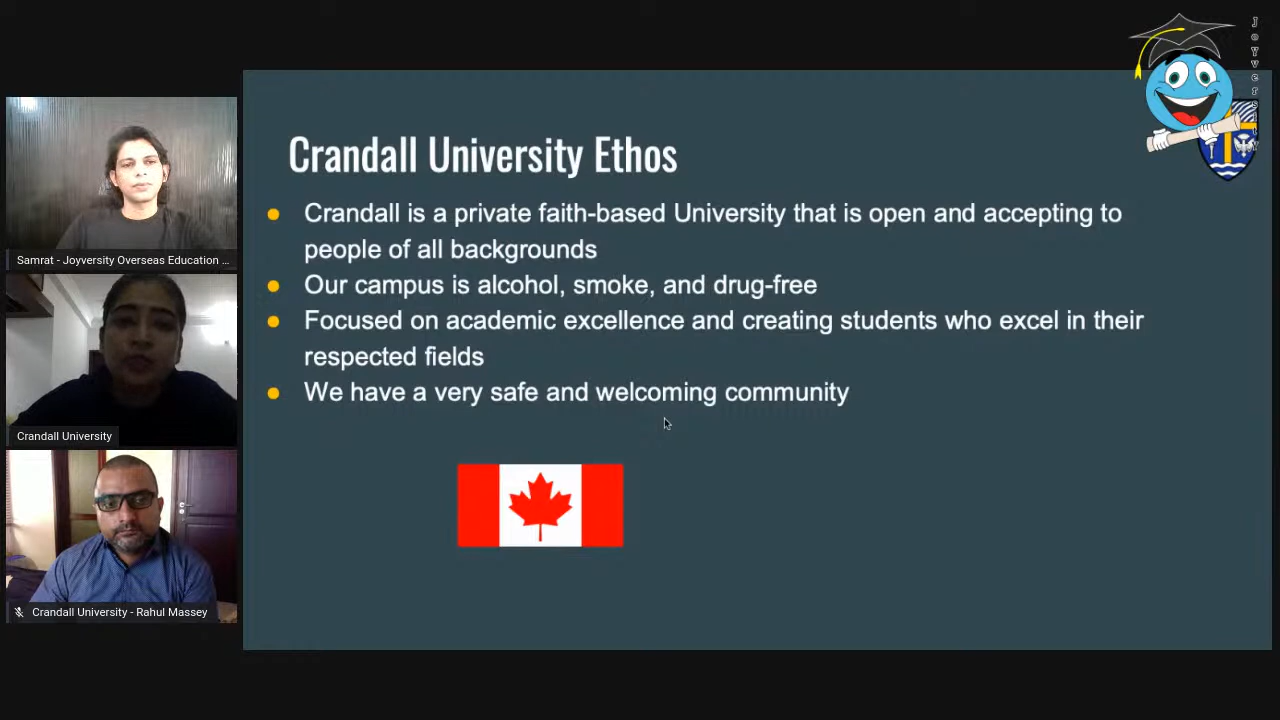 Joyversity
Crandall University Ethos
Crandall is a private faith-based University that is open and accepting to
people of all backgrounds
Our campus is alcohol, smoke, and drug-free
Focused on academic excellence and creating students who excel in their
respected fields
We have a very safe and welcoming community
Samrat - Joyversity Overseas Education ...
Crandall University
Crandall University - Rahul Massey